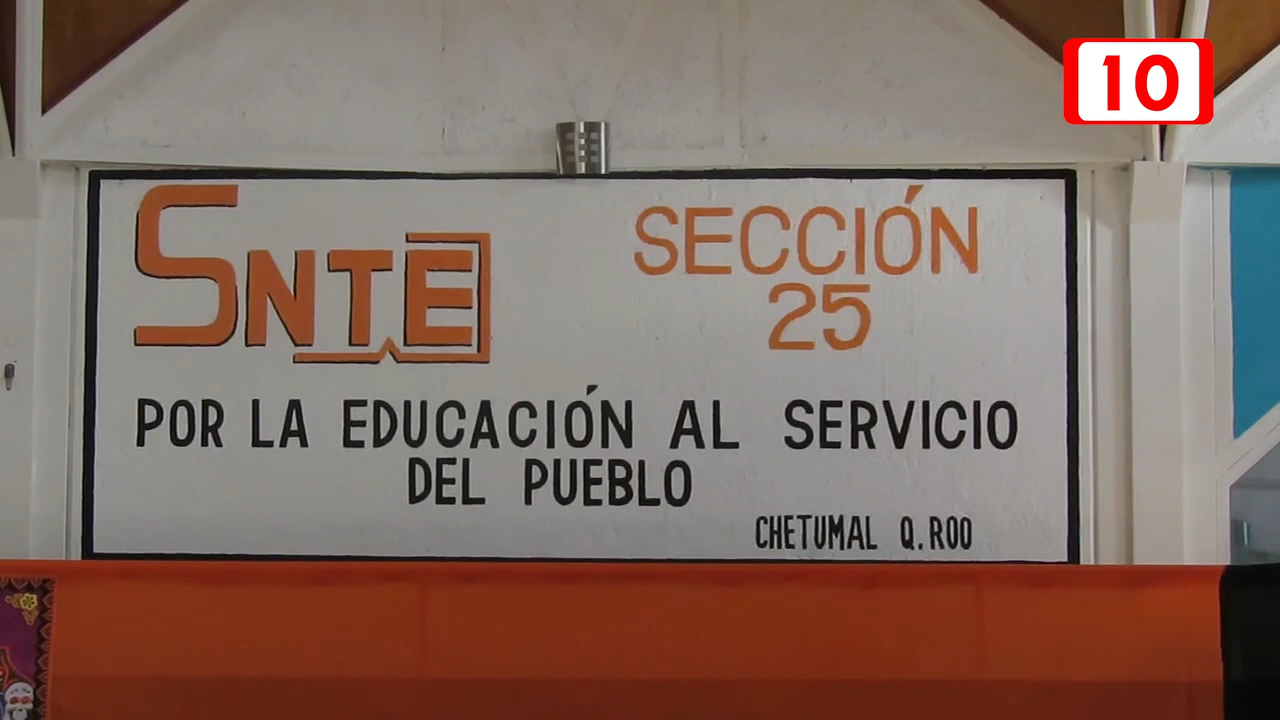 10
SNTE
SECCIÓN
25
POR LA EDUCACIÓN AL SERVICIO
DEL PUEBLO
CHETUMAL Q. ROO